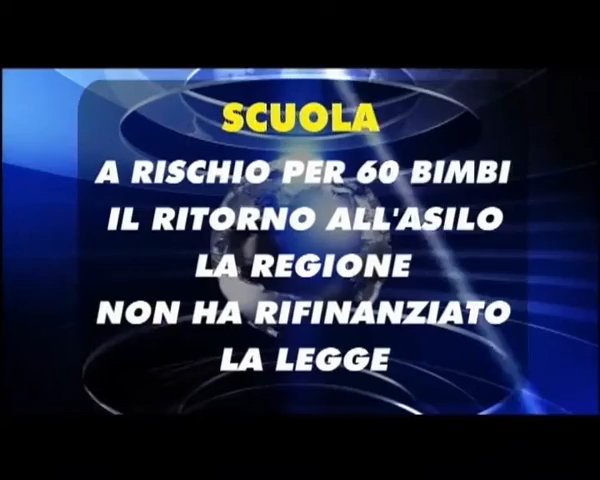 SCUOLA
A RISCHIO PER 60 BIMBI
IL RITORNO ALL'ASILO
LA REGIONE
NON HA RIFINANZIATO
LA LEGGE